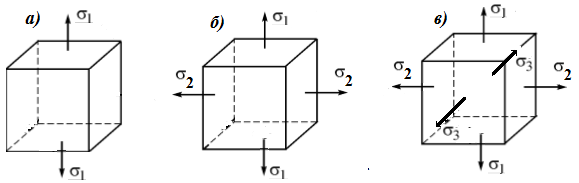 а) σ₁ б) σ₁ в) σ₁
σ₃
σ₂ σ₂ σ₂ σ₂
σ₃
σ₁ σ₁ σ₁